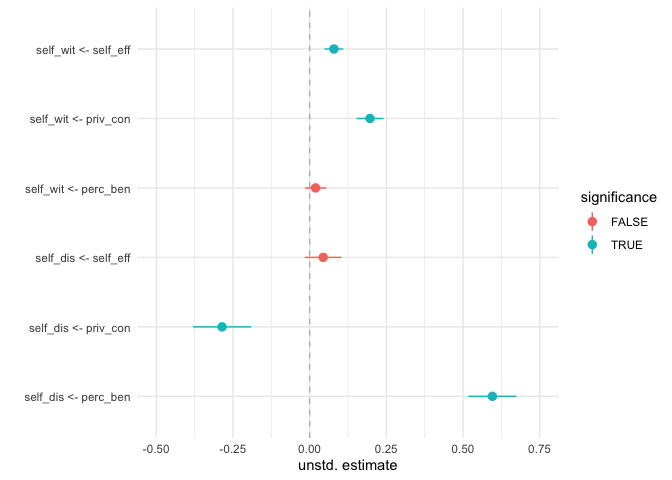 self_wit <- self_eff
self_wit <- priv_con
self_wit <- perc_ben
self_dis <- self_eff
self_dis <- priv_con
self_dis <- perc_ben
-0.50 -0.25 0.00 0.25 0.50 0.75
unstd. estimate
significance
FALSE
TRUE